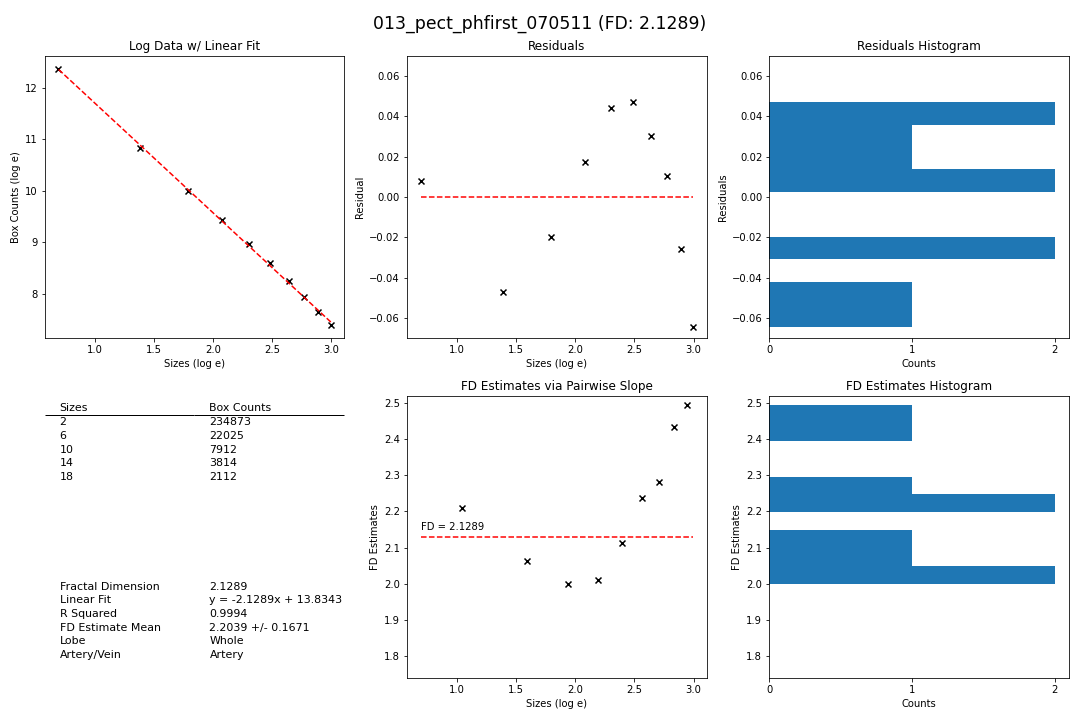 013_pect_phfirst_070511 (FD: 2.1289)
Log Data w/ Linear Fit
Box Counts (log e)
12
11
10
9
8
1.0 1.5 2.0 2.5 3.0
Sizes (log e)
Residuals
Residual
0.06
0.04
0.02
0.00
−0.02
−0.04
−0.06
1.0 1.5 2.0 2.5 3.0
Sizes (log e)
Residuals Histogram
Residuals
0.06
0.04
0.02
0.00
−0.02
−0.04
−0.06
0 1 2
Counts
Sizes Box Counts
2 234873
6 22025
10 7912
14 3814
18 2112
Fractal Dimension 2.1289
Linear Fit y = -2.1289x + 13.8343
R Squared 0.9994
FD Estimate Mean 2.2039 +/- 0.1671
Lobe Whole
Artery/Vein Artery
FD Estimates via Pairwise Slope
FD Estimates
2.5
2.4
2.3
2.2
2.1
2.0
1.9
1.8
FD = 2.1289
1.0 1.5 2.0 2.5 3.0
Sizes (log e)
FD Estimates Histogram
FD Estimates
2.5
2.4
2.3
2.2
2.1
2.0
1.9
1.8
0 1 2
Counts